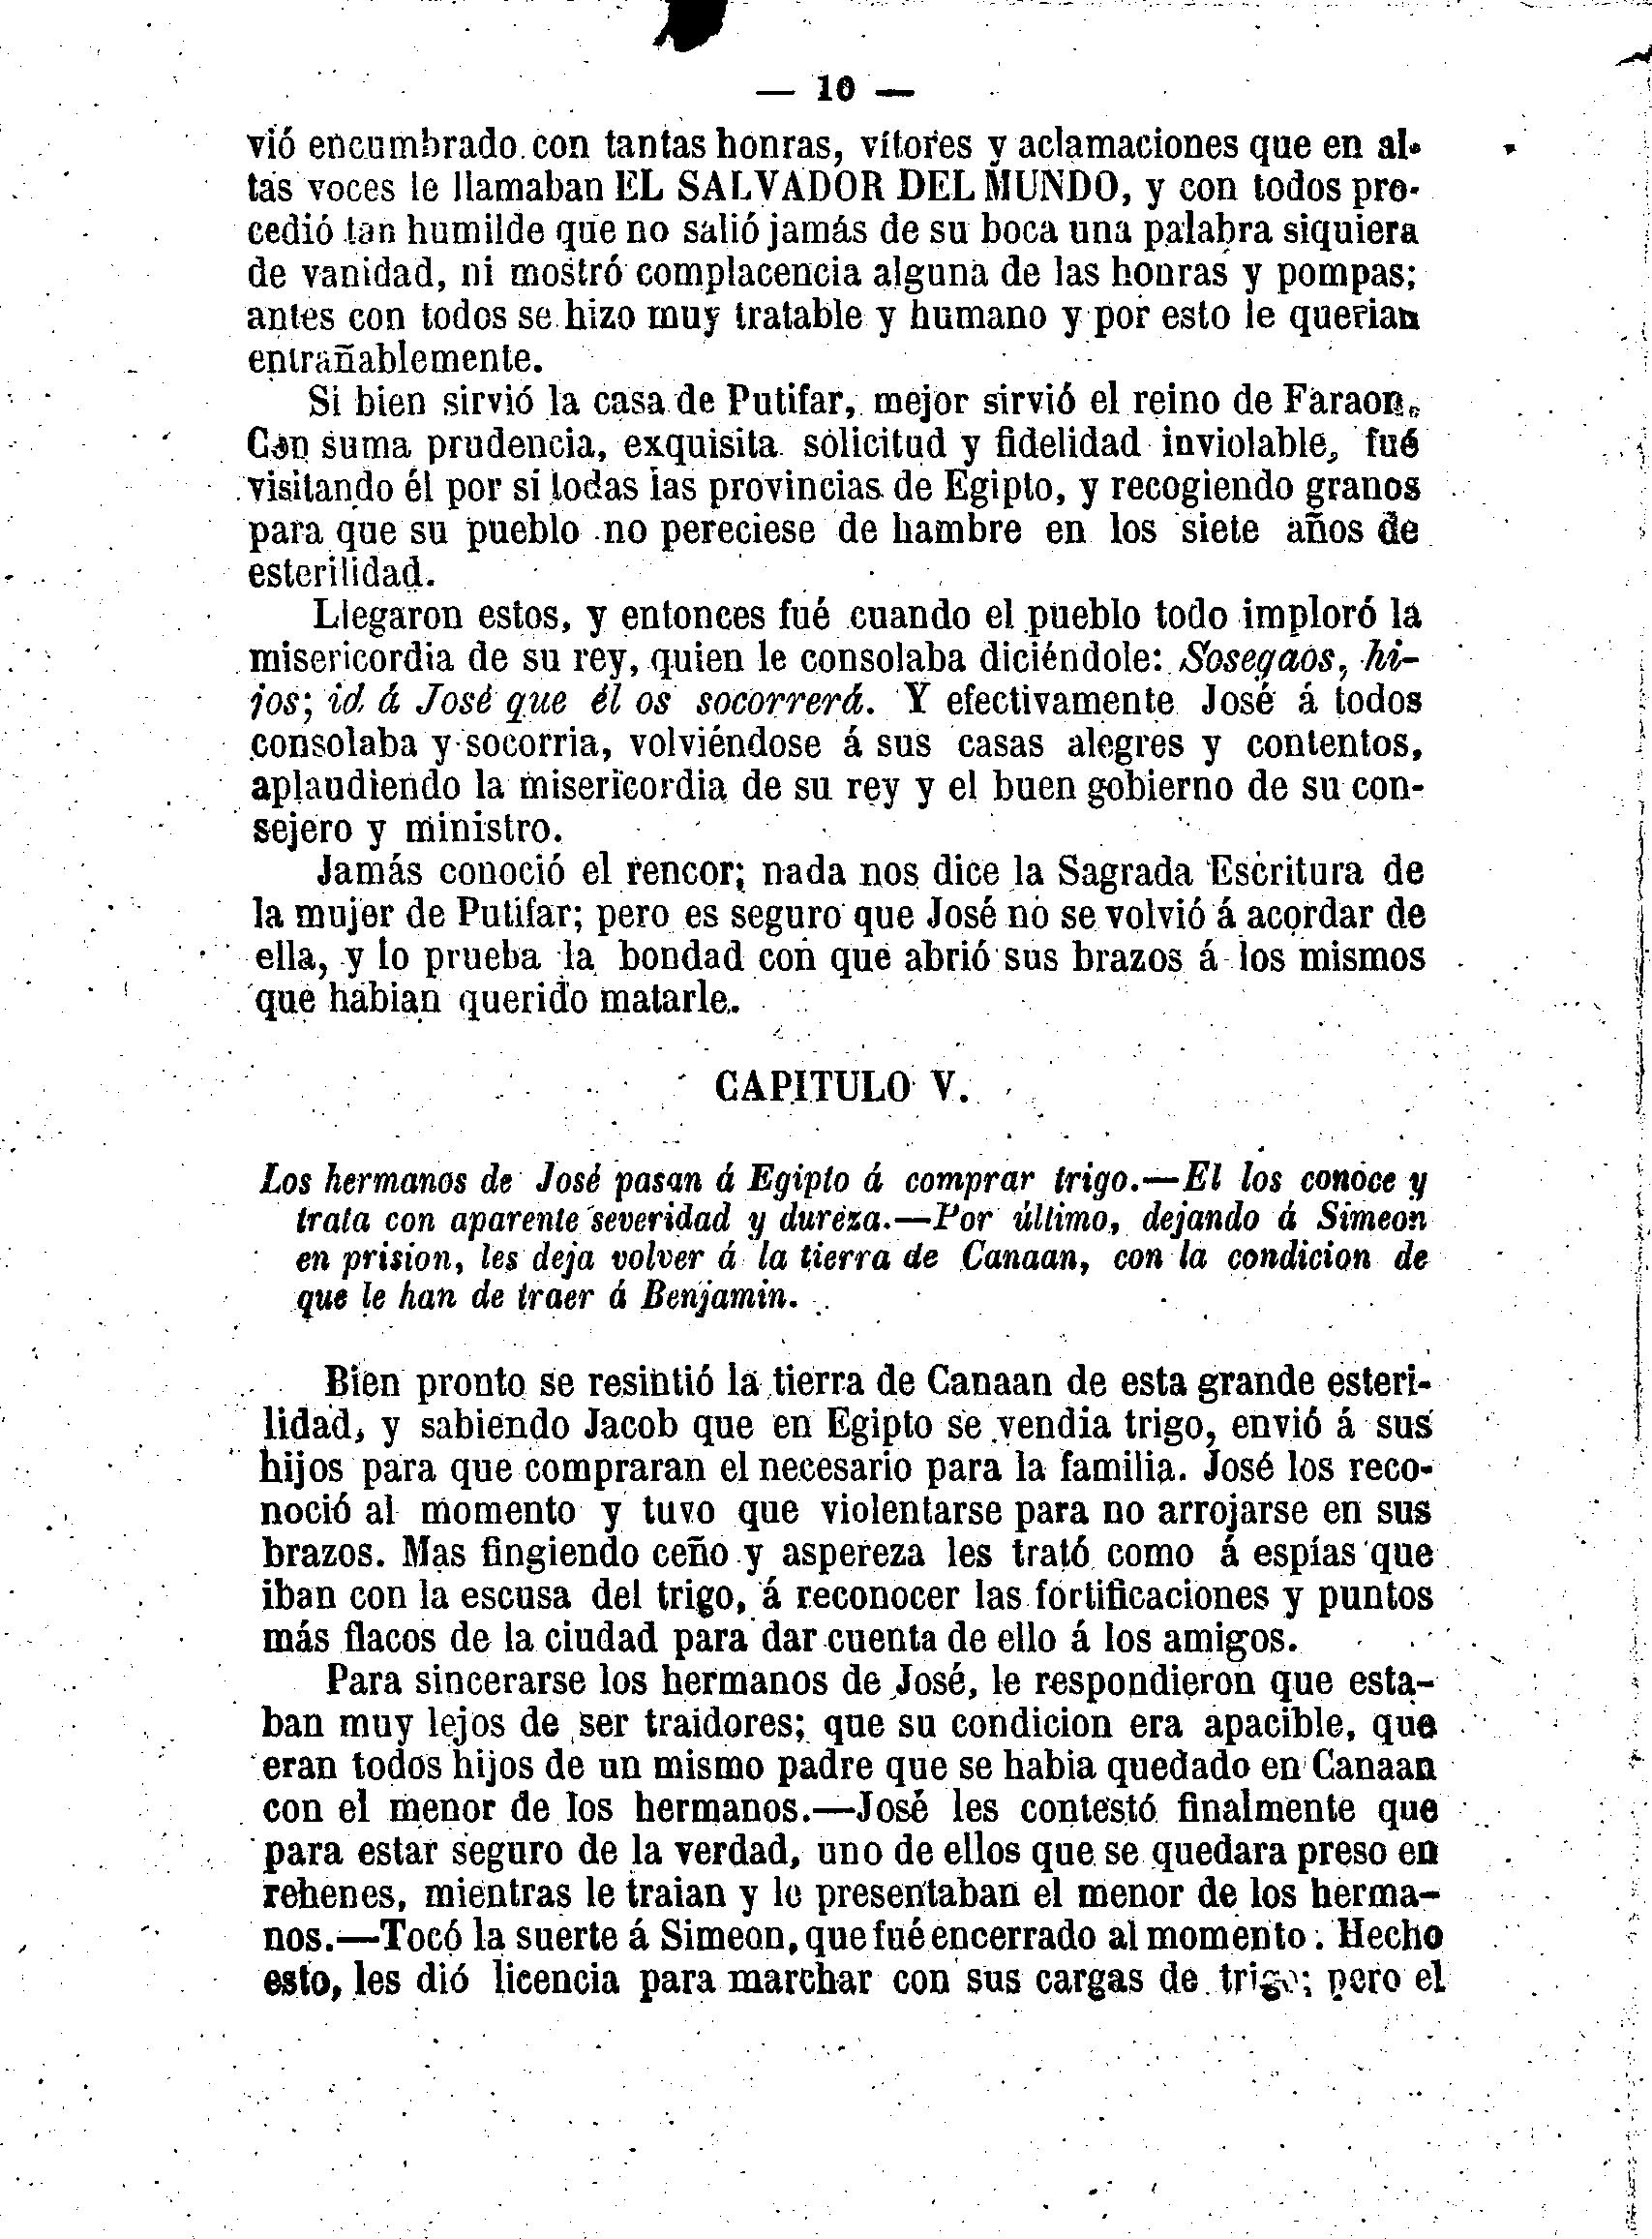 — 10 —
vió encumbrado con tantas honras, vítores y aclamaciones que en al-
tas voces le llamaban EL SALVADOR DEL MUNDO, y con todos pro-
cedió tan humilde que no salió jamás de su boca una palabra siquiera
de vanidad, ni mostró complacencia alguna de las honras y pompas;
antes con todos se hizo muy tratable y humano y por esto le querian
entrañablemente.
Si bien sirvió la casa de Putifar, mejor sirvió el reino de Faraon.
Con suma prudencia, exquisita solicitud y fidelidad inviolable, fué
visitando él por sí todas las provincias de Egipto, y recogiendo granos
para que su pueblo no pereciese de hambre en los siete años de
esterilidad.
Llegaron estos, y entonces fué cuando el pueblo todo imploró la
misericordia de su rey, quien le consolaba diciéndole: Sosegaos, hi-
jos; id á José que él os socorrerá. Y efectivamente José á todos
consolaba y socorria, volviéndose á sus casas alegres y contentos,
aplaudiendo la misericordia de su rey y el buen gobierno de su con-
sejero y ministro.
Jamás conoció el rencor; nada nos dice la Sagrada Escritura de
la mujer de Putifar; pero es seguro que José no se volvió á acordar de
ella, y lo prueba la bondad con que abrió sus brazos á los mismos
que habian querido matarle.
CAPITULO V.
Los hermanos de José pasan á Egipto á comprar trigo.—El los conoce y
trata con aparente severidad y dureza.—Por último, dejando á Simeon
en prision, les deja volver á la tierra de Canaan, con la condicion de
que le han de traer á Benjamin.
Bien pronto se resintió la tierra de Canaan de esta grande esteri-
lidad, y sabiendo Jacob que en Egipto se vendia trigo, envió á sus
hijos para que compraran el necesario para la familia. José los reco-
noció al momento y tuvo que violentarse para no arrojarse en sus
brazos. Mas fingiendo ceño y aspereza les trató como á espías que
iban con la escusa del trigo, á reconocer las fortificaciones y puntos
más flacos de la ciudad para dar cuenta de ello á los amigos.
Para sincerarse los hermanos de José, le respondieron que esta-
ban muy lejos de ser traidores; que su condicion era apacible, que
eran todos hijos de un mismo padre que se habia quedado en Canaan
con el menor de los hermanos.—José les contestó finalmente que
para estar seguro de la verdad, uno de ellos que se quedara preso en
rehenes, mientras le traian y le presentaban el menor de los herma-
nos.—Tocó la suerte á Simeon, que fué encerrado al momento. Hecho
esto, les dió licencia para marchar con sus cargas de trigo; pero el